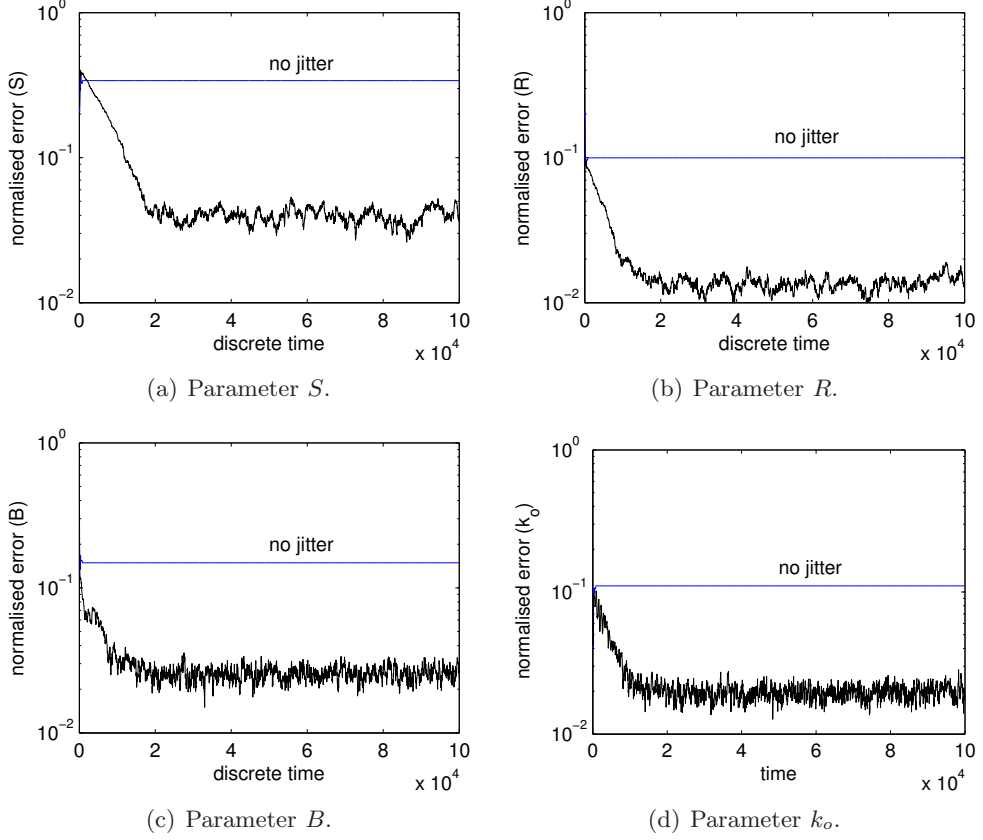 10^0
10^-1
10^-2
normalised error (S)
no jitter
0 2 4 6 8 10
discrete time
x 10^4
(a) Parameter S.
10^0
10^-1
10^-2
normalised error (R)
no jitter
0 2 4 6 8 10
discrete time
x 10^4
(b) Parameter R.
10^0
10^-1
10^-2
normalised error (B)
no jitter
0 2 4 6 8 10
discrete time
x 10^4
(c) Parameter B.
10^0
10^-1
10^-2
normalised error (k_o)
no jitter
0 2 4 6 8 10
time
x 10^4
(d) Parameter k_o.